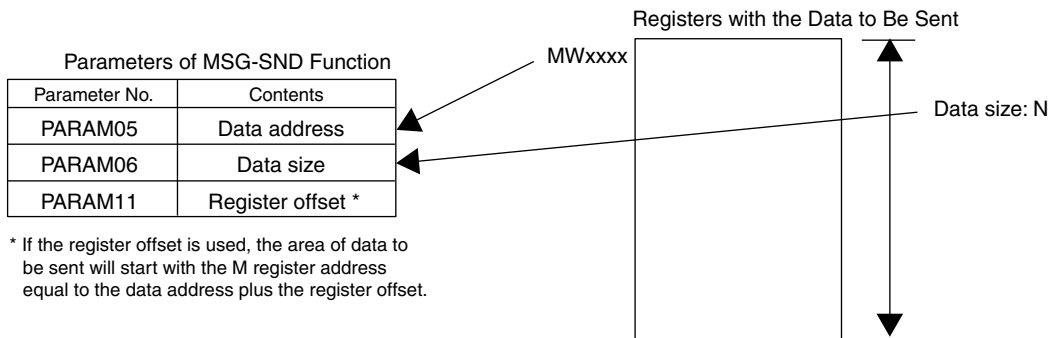 Registers with the Data to Be Sent
Parameters of MSG-SND Function
MWxxxx
Parameter No. Contents
PARAM05 Data address
PARAM06 Data size
PARAM11 Register offset *
Data size: N
* If the register offset is used, the area of data to
be sent will start with the M register address
equal to the data address plus the register offset.